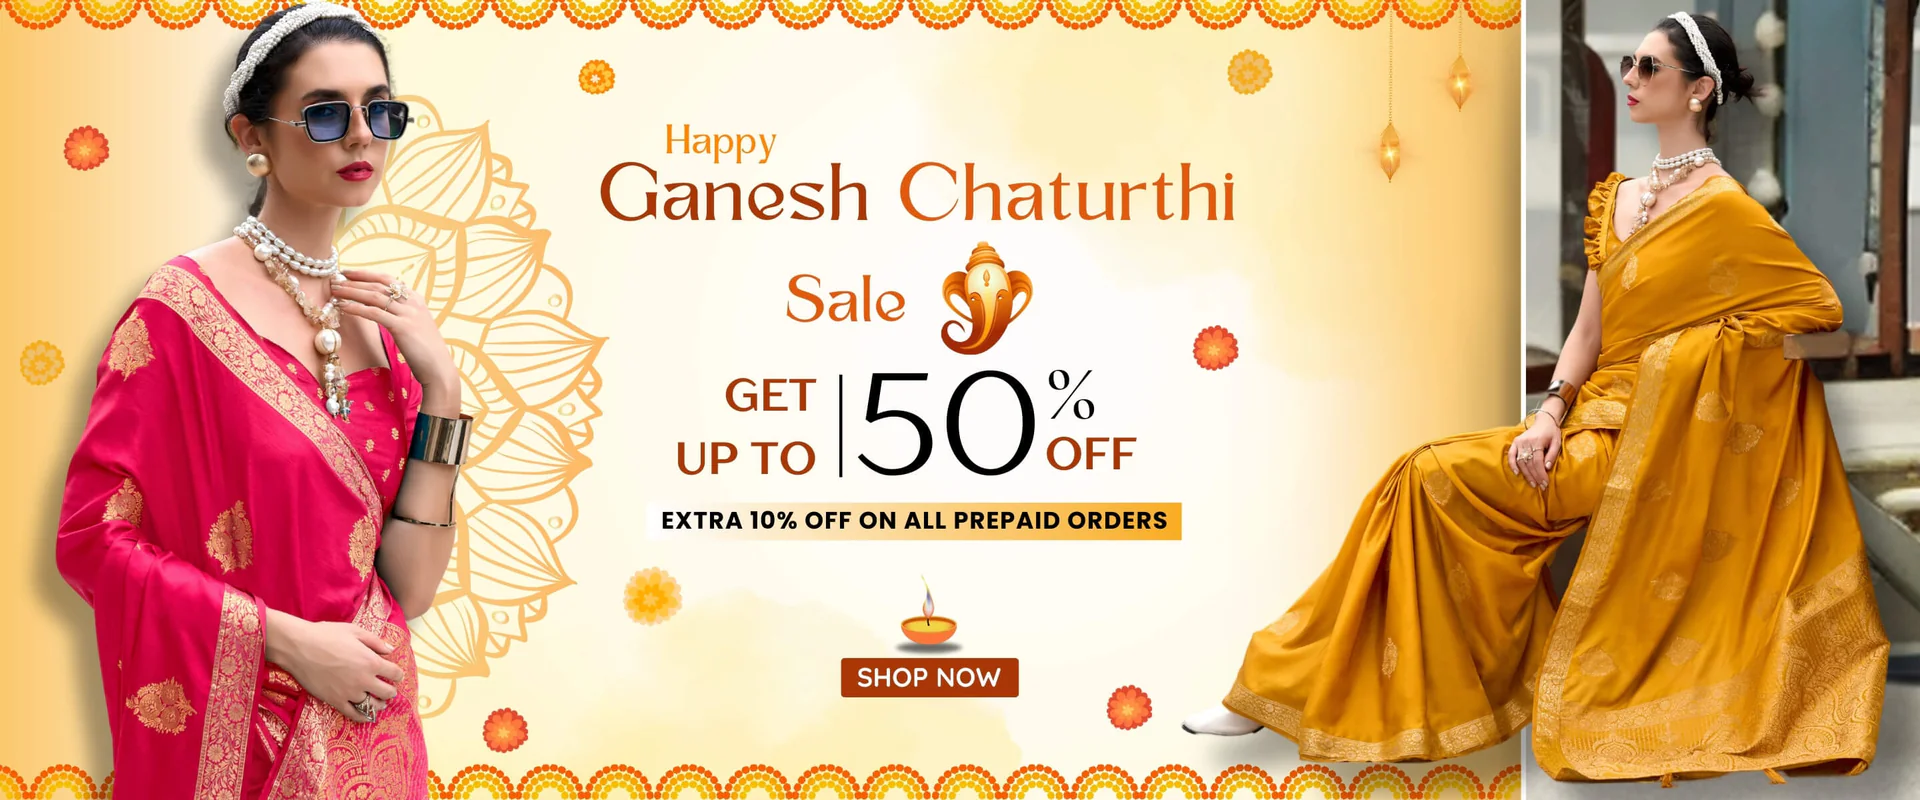 Happy
Ganesh Chaturthi
Sale
GET
UP TO
50%
OFF
EXTRA 10% OFF ON ALL PREPAID ORDERS
SHOP NOW